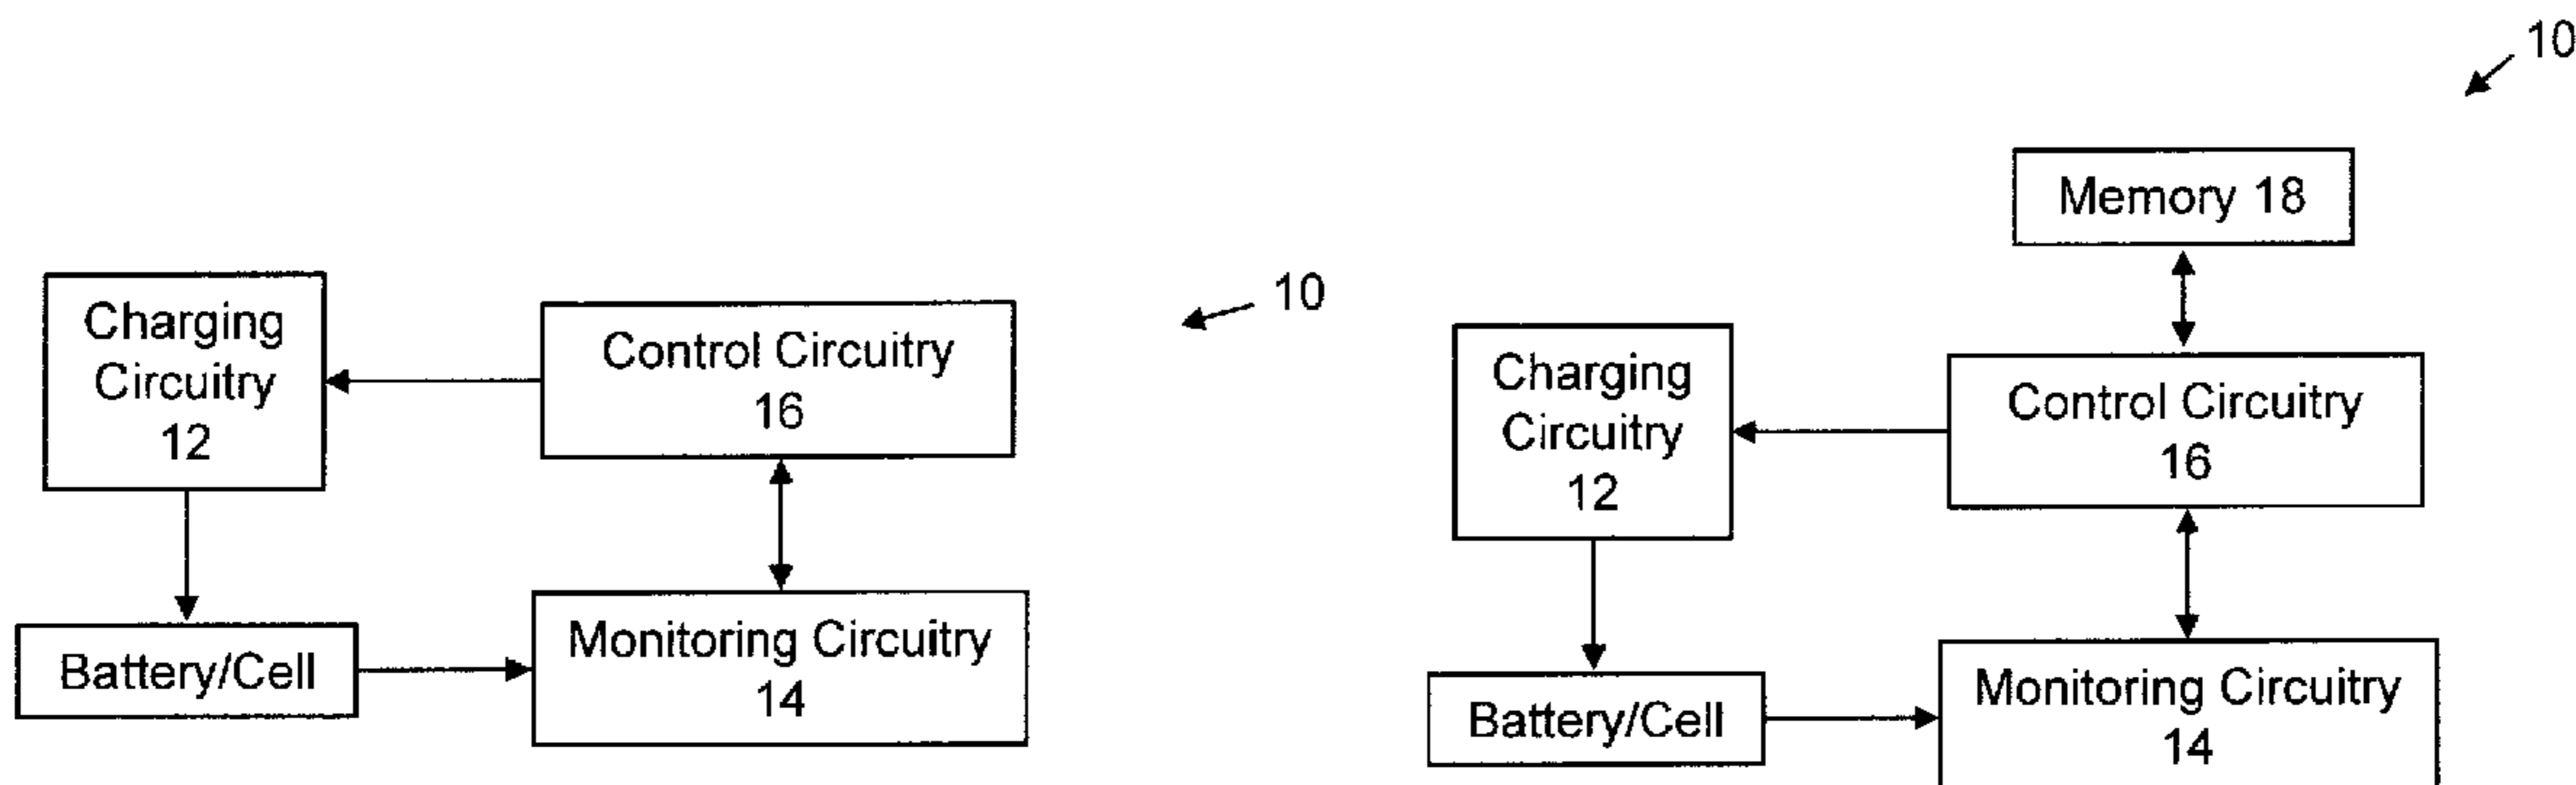 10
Charging
Circuitry
12
Control Circuitry
16
Battery/Cell
Monitoring Circuitry
14
10
Memory 18
Charging
Circuitry
12
Control Circuitry
16
Battery/Cell
Monitoring Circuitry
14